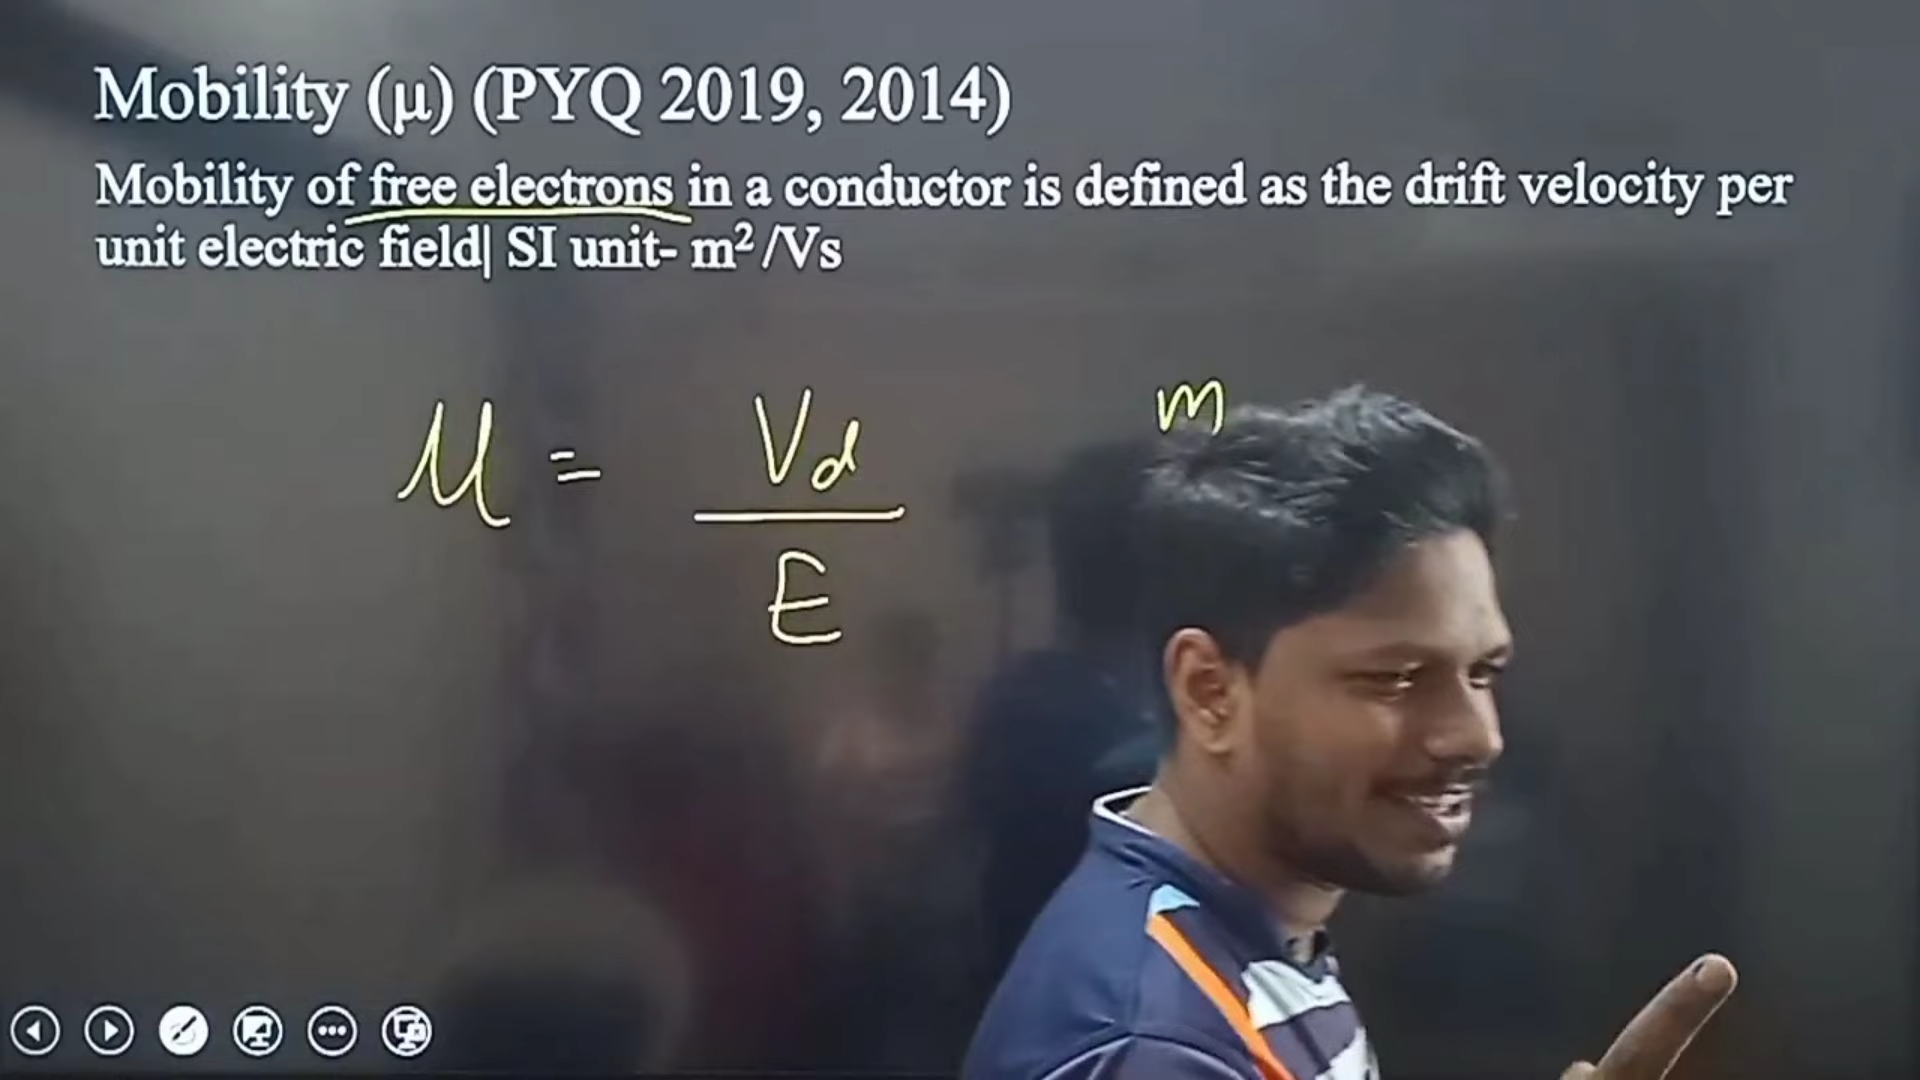 Mobility (μ) (PYQ 2019, 2014)
Mobility of free electrons in a conductor is defined as the drift velocity per
unit electric field| SI unit- m² /Vs
μ = Vd / E
m